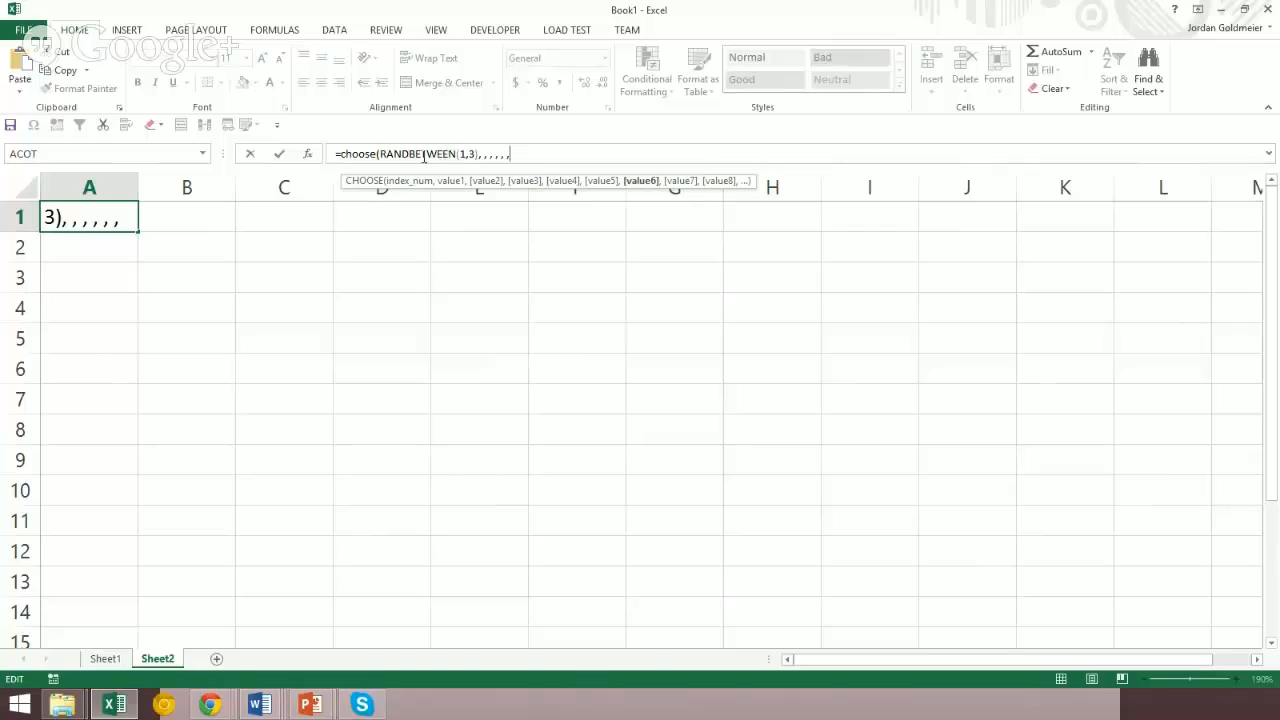 Book1 - Excel
?
FILE HOME INSERT PAGE LAYOUT FORMULAS DATA REVIEW VIEW DEVELOPER LOAD TEST TEAM Jordan Goldmeier
Google+
Cut Wrap Text General Normal Bad AutoSum
Copy Fill
Paste Conditional Formatting Format as Table Insert Delete Format Sort & Filter Find & Select
Format Painter B I U Merge & Center $ % , Good Neutral Clear
Clipboard Font Alignment Number Styles Cells Editing
ACOT fx =choose(RANDBETWEEN(1,3), , , , , ,
CHOOSE(index_num, value1, [value2], [value3], [value4], [value5], [value6], [value7], [value8], ...)
A B C D E F G H I J K L M
1 3), , , , , ,
2
3
4
5
6
7
8
9
10
11
12
13
14
15
Sheet1 Sheet2
EDIT 190%